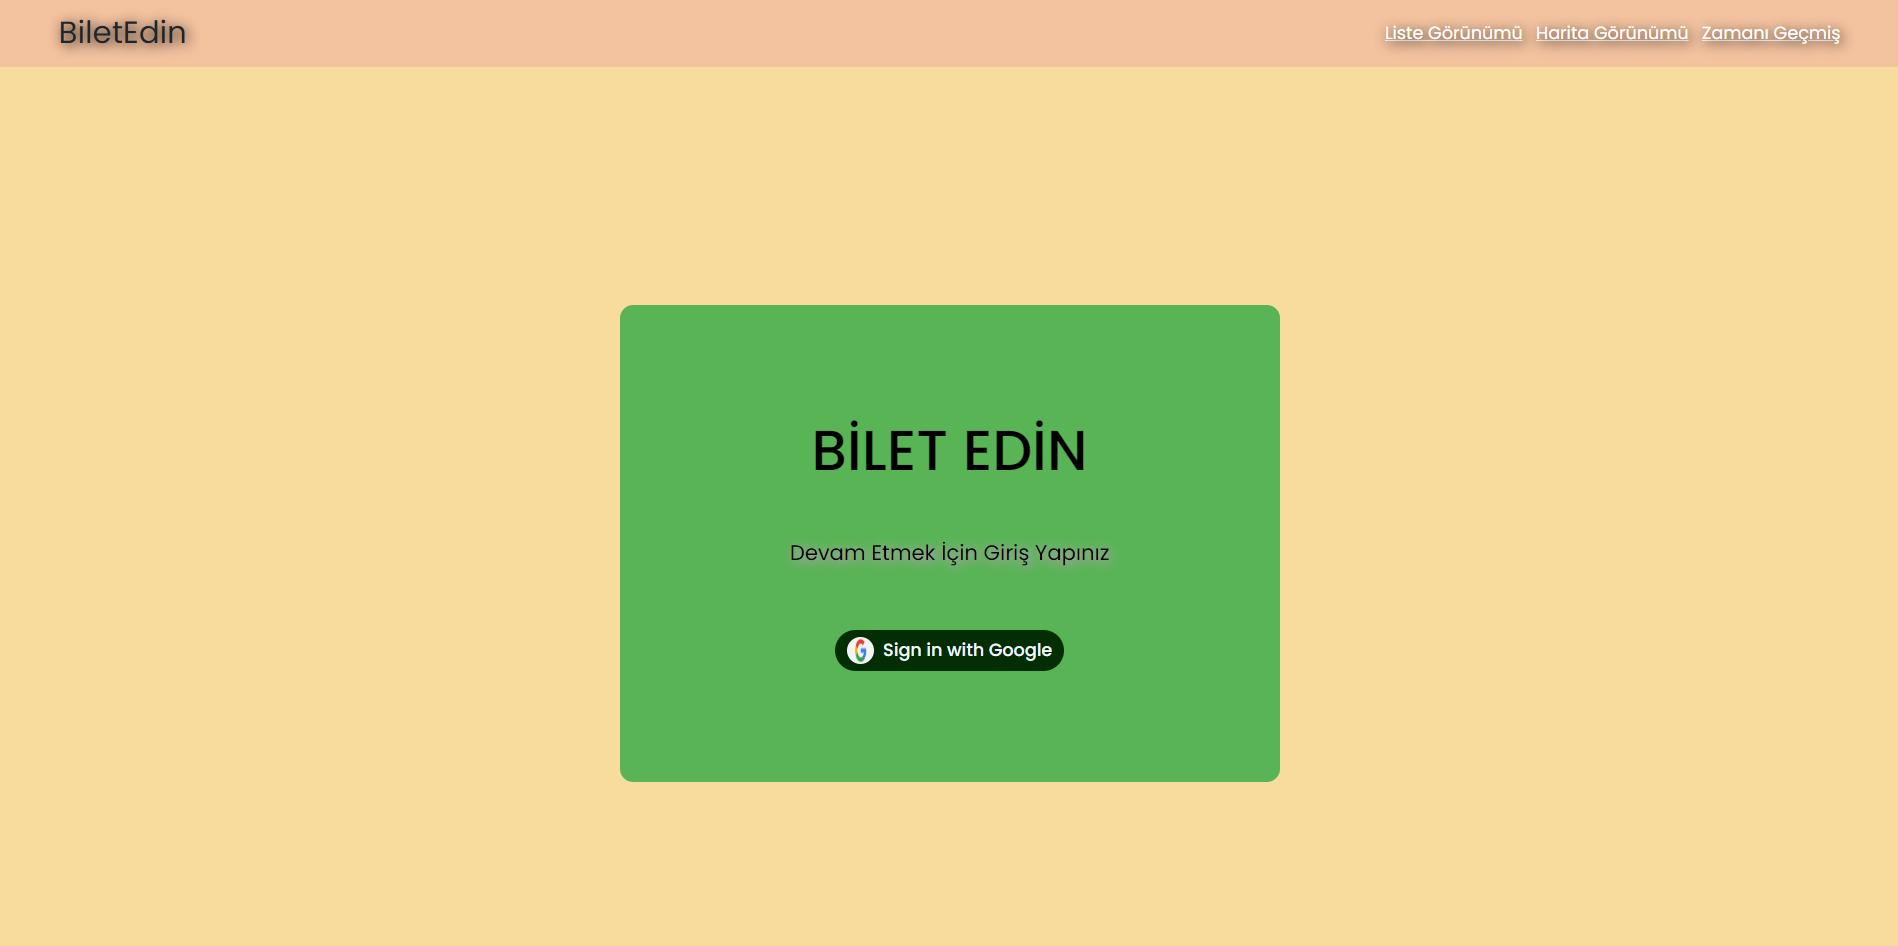 BiletEdin
Liste Görünümü Harita Görünümü Zamanı Geçmiş
BİLET EDİN
Devam Etmek İçin Giriş Yapınız
Sign in with Google